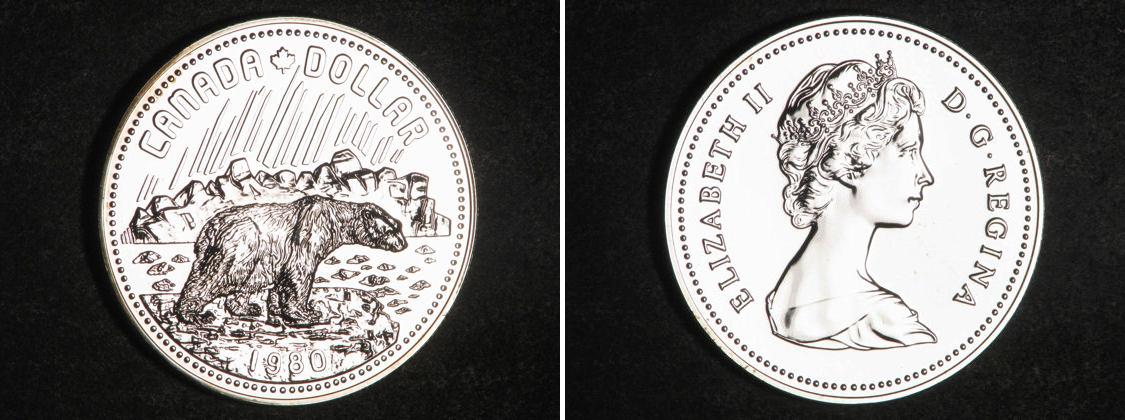 CANADA DOLLAR
1980
ELIZABETH II D.G.REGINA